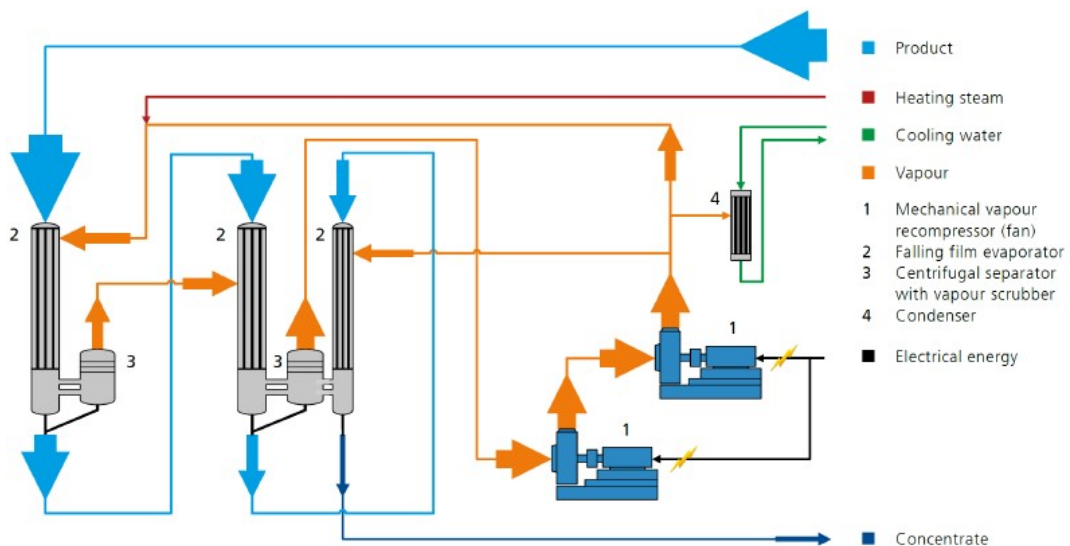 Product
Heating steam
Cooling water
Vapour
1 Mechanical vapour
recompressor (fan)
2 Falling film evaporator
3 Centrifugal separator
with vapour scrubber
4 Condenser
Electrical energy
Concentrate
2
2
2
4
3
3
1
1